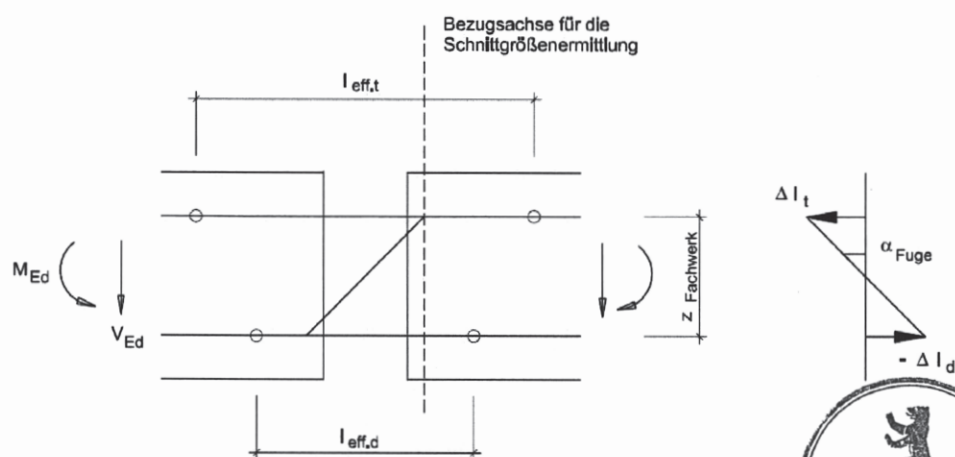 Bezugsachse für die
Schnittgrößenermittlung
l eff.t
M Ed
V Ed
z Fachwerk
Δ l t
α Fuge
- Δ l d
l eff.d